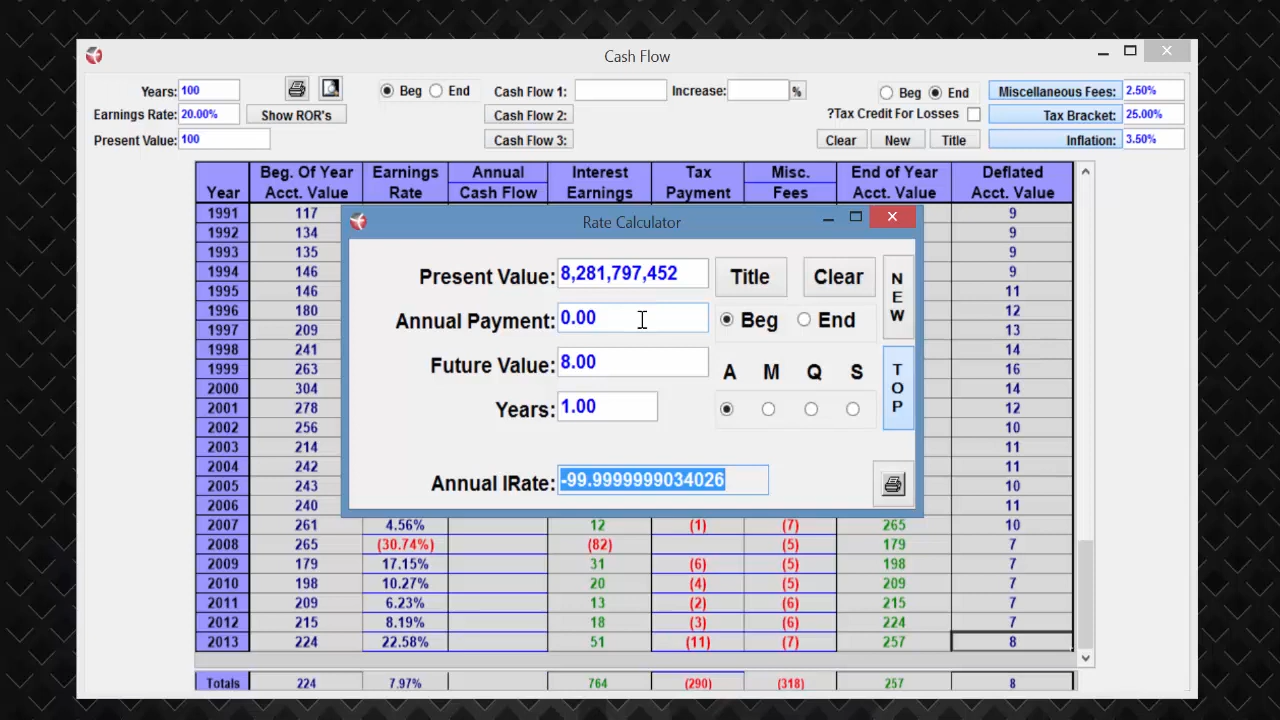 Cash Flow
Years: 100
Beg End
Cash Flow 1:
Increase: %
Beg End
Miscellaneous Fees: 2.50%
Earnings Rate: 20.00%
Show ROR's
Cash Flow 2:
?Tax Credit For Losses
Tax Bracket: 25.00%
Present Value: 100
Cash Flow 3:
Clear New Title
Inflation: 3.50%
Year Beg. Of Year Acct. Value Earnings Rate Annual Cash Flow Interest Earnings Tax Payment Misc. Fees End of Year Acct. Value Deflated Acct. Value
1991 117 9
1992 134 9
1993 135 9
1994 146 9
1995 146 11
1996 180 12
1997 209 13
1998 241 14
1999 263 16
2000 304 14
2001 278 12
2002 256 10
2003 214 11
2004 242 11
2005 243 11
2006 240 11
Rate Calculator
Present Value: 8,281,797,452
Title Clear
NEW
Annual Payment: 0.00
Beg End
Future Value: 8.00
A M Q S
TOP
Years: 1.00
Annual IRate: -99.9999999034026
2007 261 4.56% 12 (1) (7) 265 10
2008 265 (30.74%) (82) (5) 179 7
2009 179 17.15% 31 (6) (5) 198 7
2010 198 10.27% 20 (4) (5) 209 7
2011 209 6.23% 13 (2) (6) 215 7
2012 215 8.19% 18 (3) (6) 224 7
2013 224 22.58% 51 (11) (7) 257 8
Totals 224 7.97% 764 (290) (318) 257 8